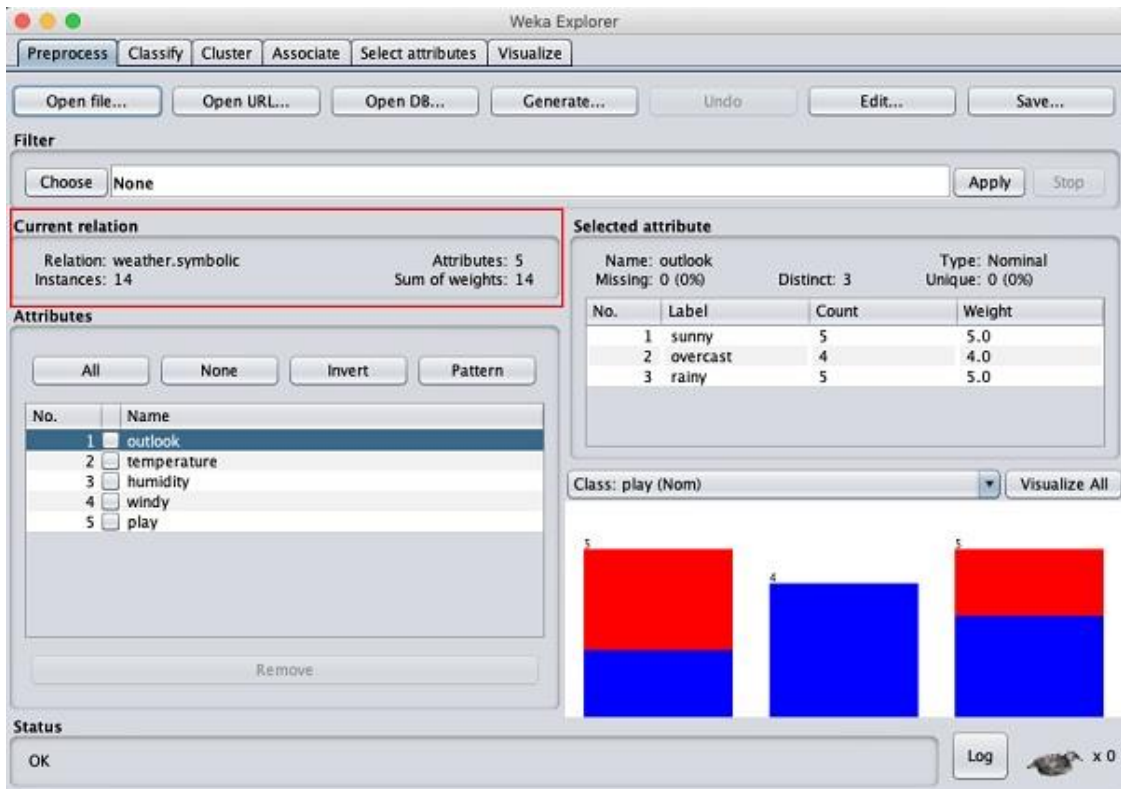 Weka Explorer
Preprocess Classify Cluster Associate Select attributes Visualize
Open file... Open URL... Open DB... Generate... Undo Edit... Save...
Filter
Choose None Apply Stop
Current relation
Relation: weather.symbolic Attributes: 5
Instances: 14 Sum of weights: 14
Attributes
All None Invert Pattern
No. Name
1 outlook
2 temperature
3 humidity
4 windy
5 play
Remove
Selected attribute
Name: outlook Type: Nominal
Missing: 0 (0%) Distinct: 3 Unique: 0 (0%)
No. Label Count Weight
1 sunny 5 5.0
2 overcast 4 4.0
3 rainy 5 5.0
Class: play (Nom) Visualize All
5 4 5
Status
OK Log x 0